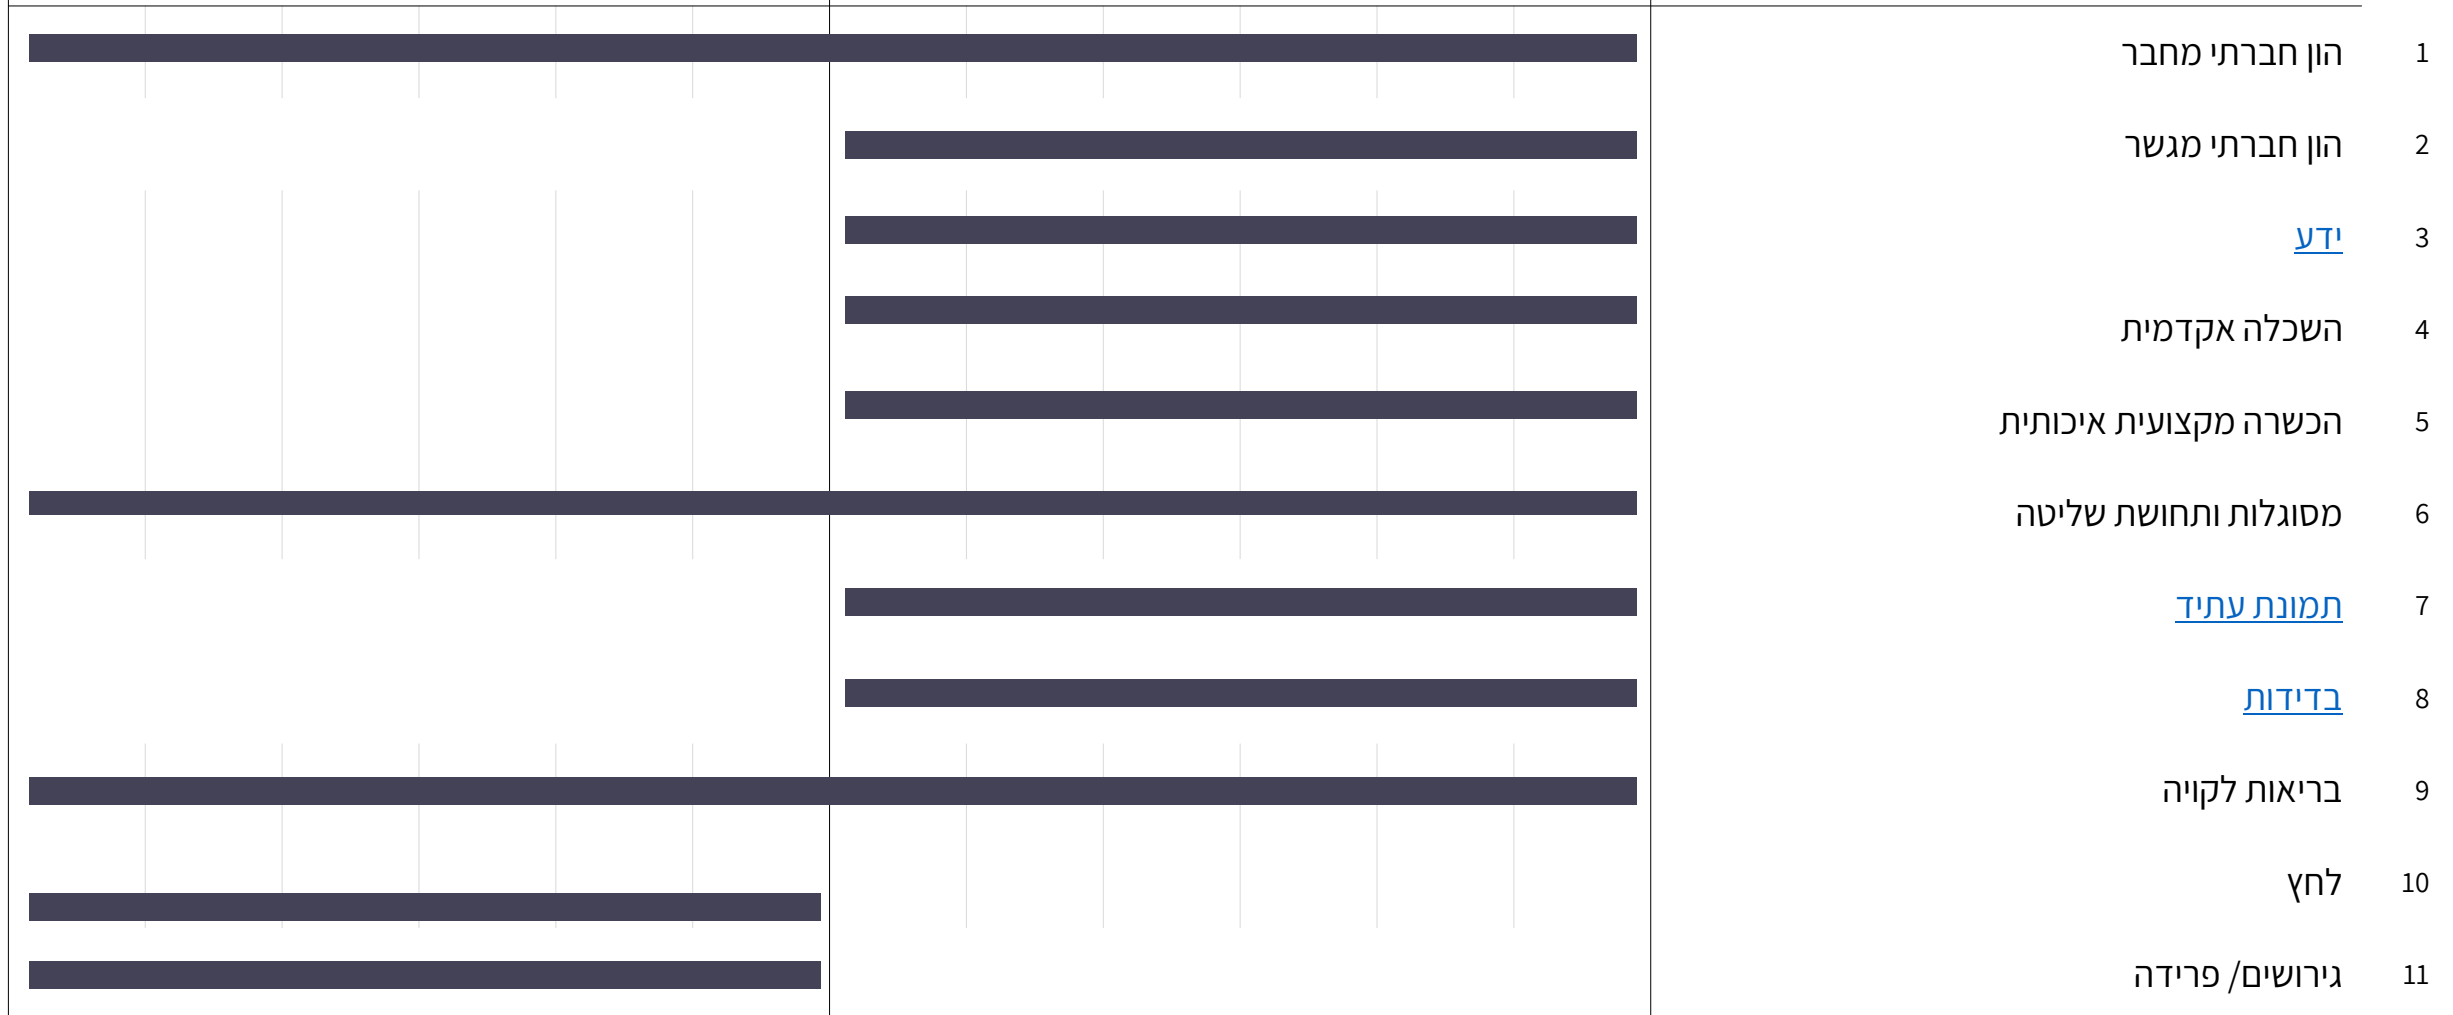 1 הון חברתי מחבר
2 הון חברתי מגשר
3 ידע
4 השכלה אקדמית
5 הכשרה מקצועית איכותית
6 מסוגלות ותחושת שליטה
7 תמונת עתיד
8 בדידות
9 בריאות לקויה
10 לחץ
11 גירושים/ פרידה